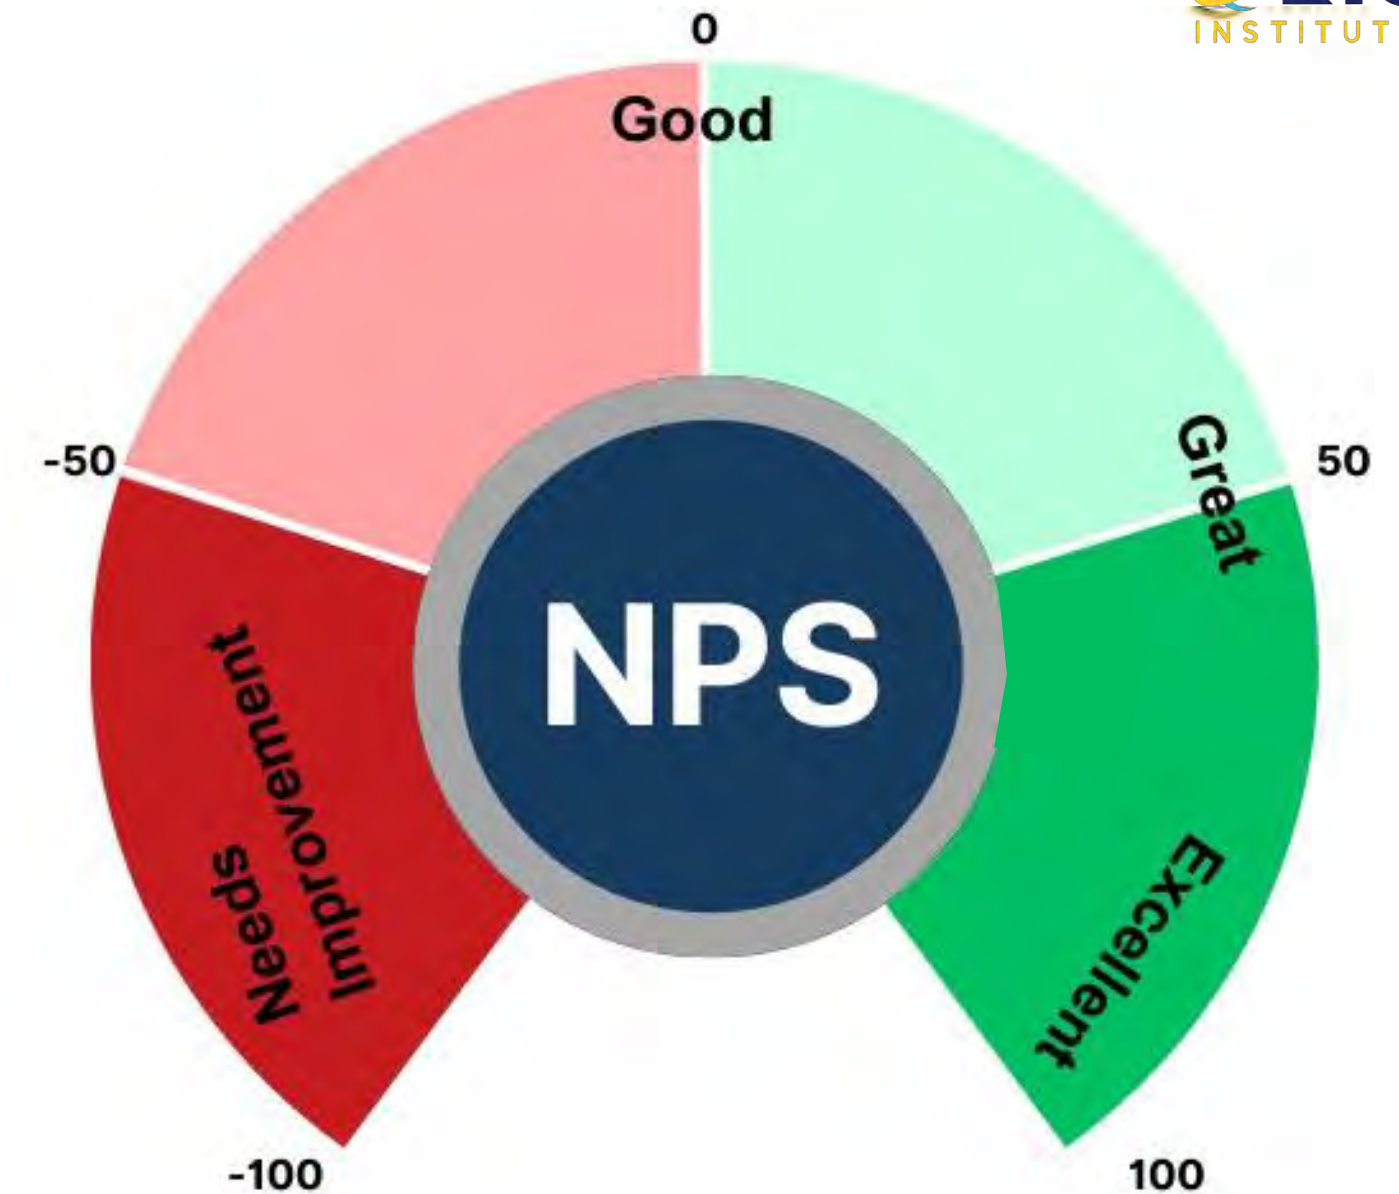 INSTITUT
0
Good
-50
50
Great
NPS
Needs
Improvement
Excellent
-100
100